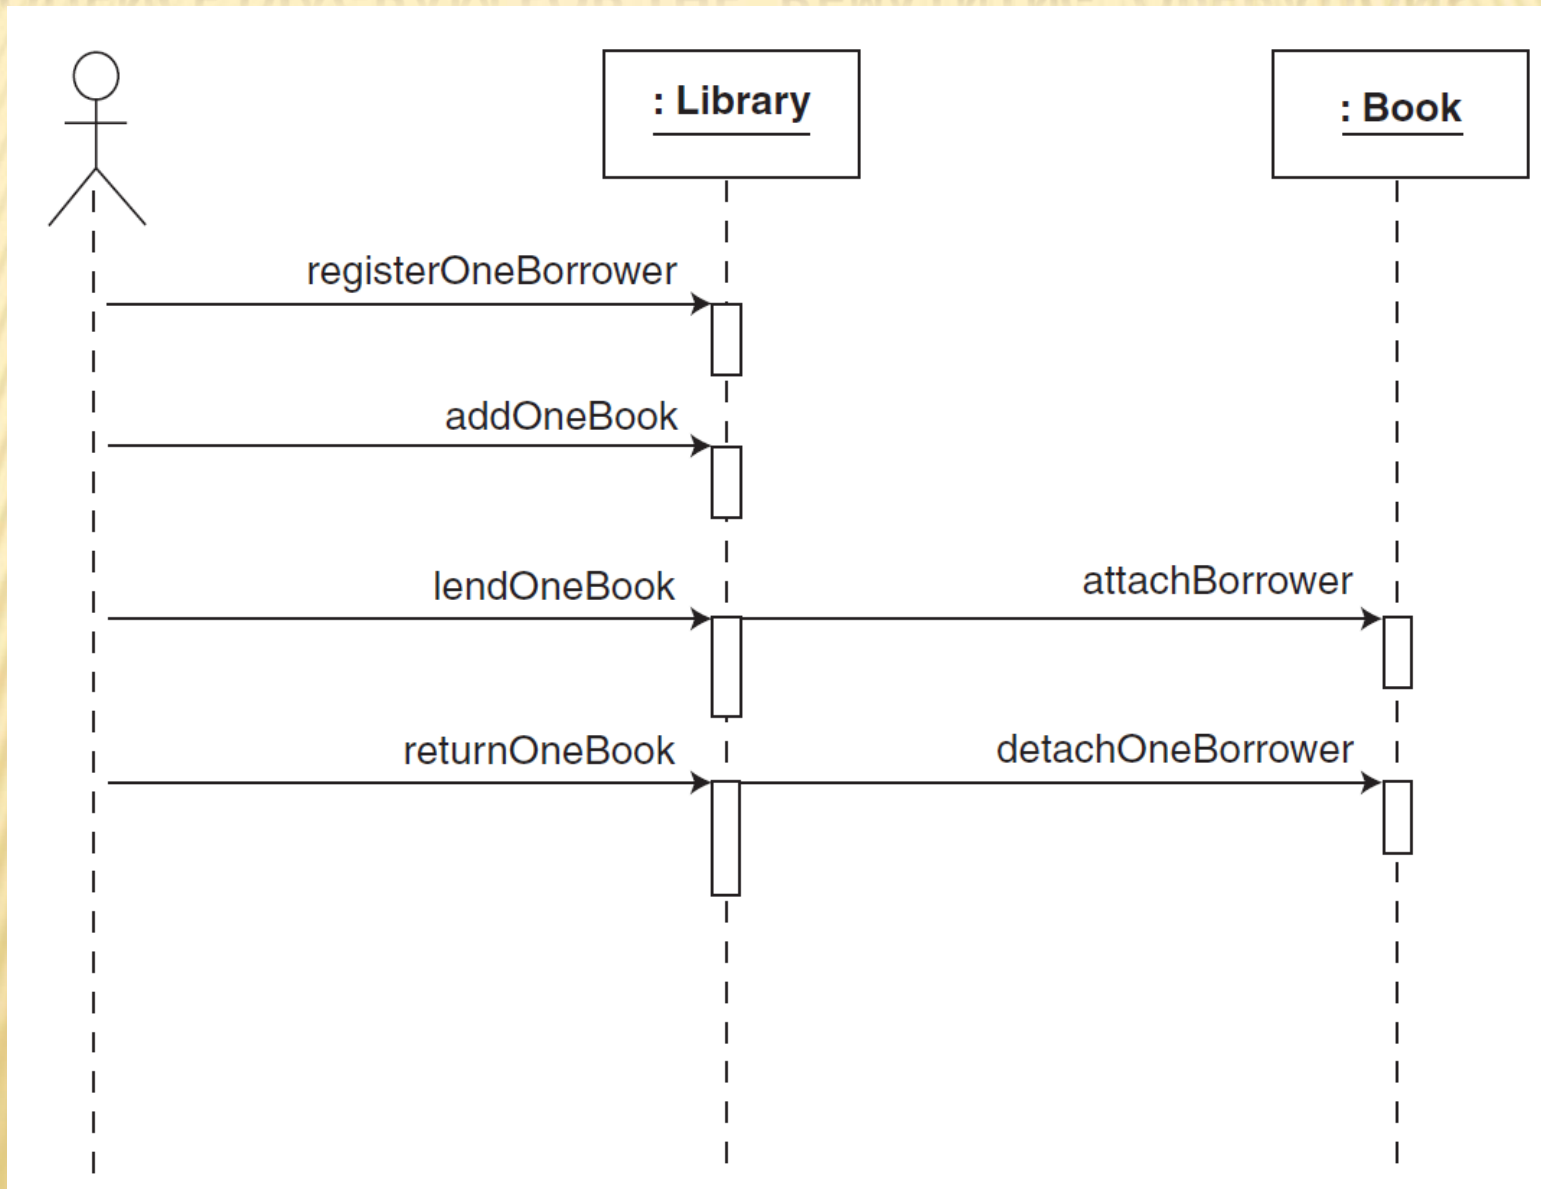 : Library
: Book
registerOneBorrower
addOneBook
lendOneBook
attachBorrower
returnOneBook
detachOneBorrower